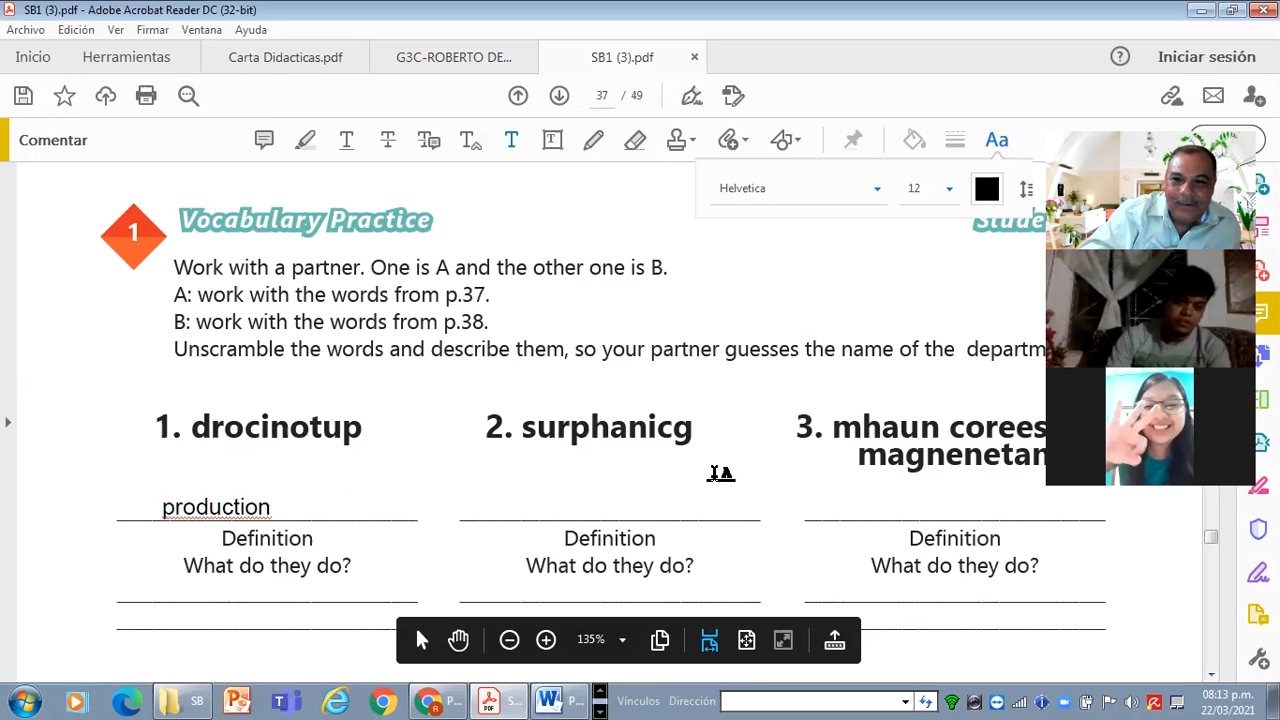 SB1 (3).pdf - Adobe Acrobat Reader DC (32-bit)
Archivo Edición Ver Firmar Ventana Ayuda
Inicio Herramientas Carta Didacticas.pdf G3C-ROBERTO DE... SB1 (3).pdf Iniciar sesión
37 / 49
Comentar
Aa
Helvetica 12
1 Vocabulary Practice Stude
Work with a partner. One is A and the other one is B.
A: work with the words from p.37.
B: work with the words from p.38.
Unscramble the words and describe them, so your partner guesses the name of the departm
1. drocinotup 2. surphanicg 3. mhaun corees
magnenetan
production
Definition Definition Definition
What do they do? What do they do? What do they do?
135%
SB P... S... P... Vínculos Dirección
08:13 p.m.
22/03/2021